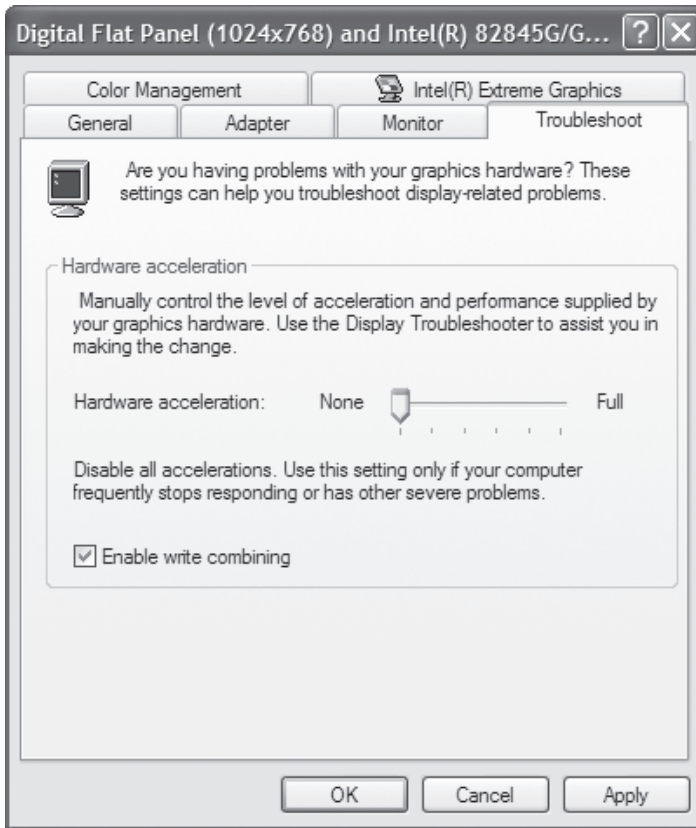 Digital Flat Panel (1024x768) and Intel(R) 82845G/G... ? X
Color Management Intel(R) Extreme Graphics
General Adapter Monitor Troubleshoot
Are you having problems with your graphics hardware? These
settings can help you troubleshoot display-related problems.
Hardware acceleration
Manually control the level of acceleration and performance supplied by
your graphics hardware. Use the Display Troubleshooter to assist you in
making the change.
Hardware acceleration: None Full
Disable all accelerations. Use this setting only if your computer
frequently stops responding or has other severe problems.
Enable write combining
OK Cancel Apply